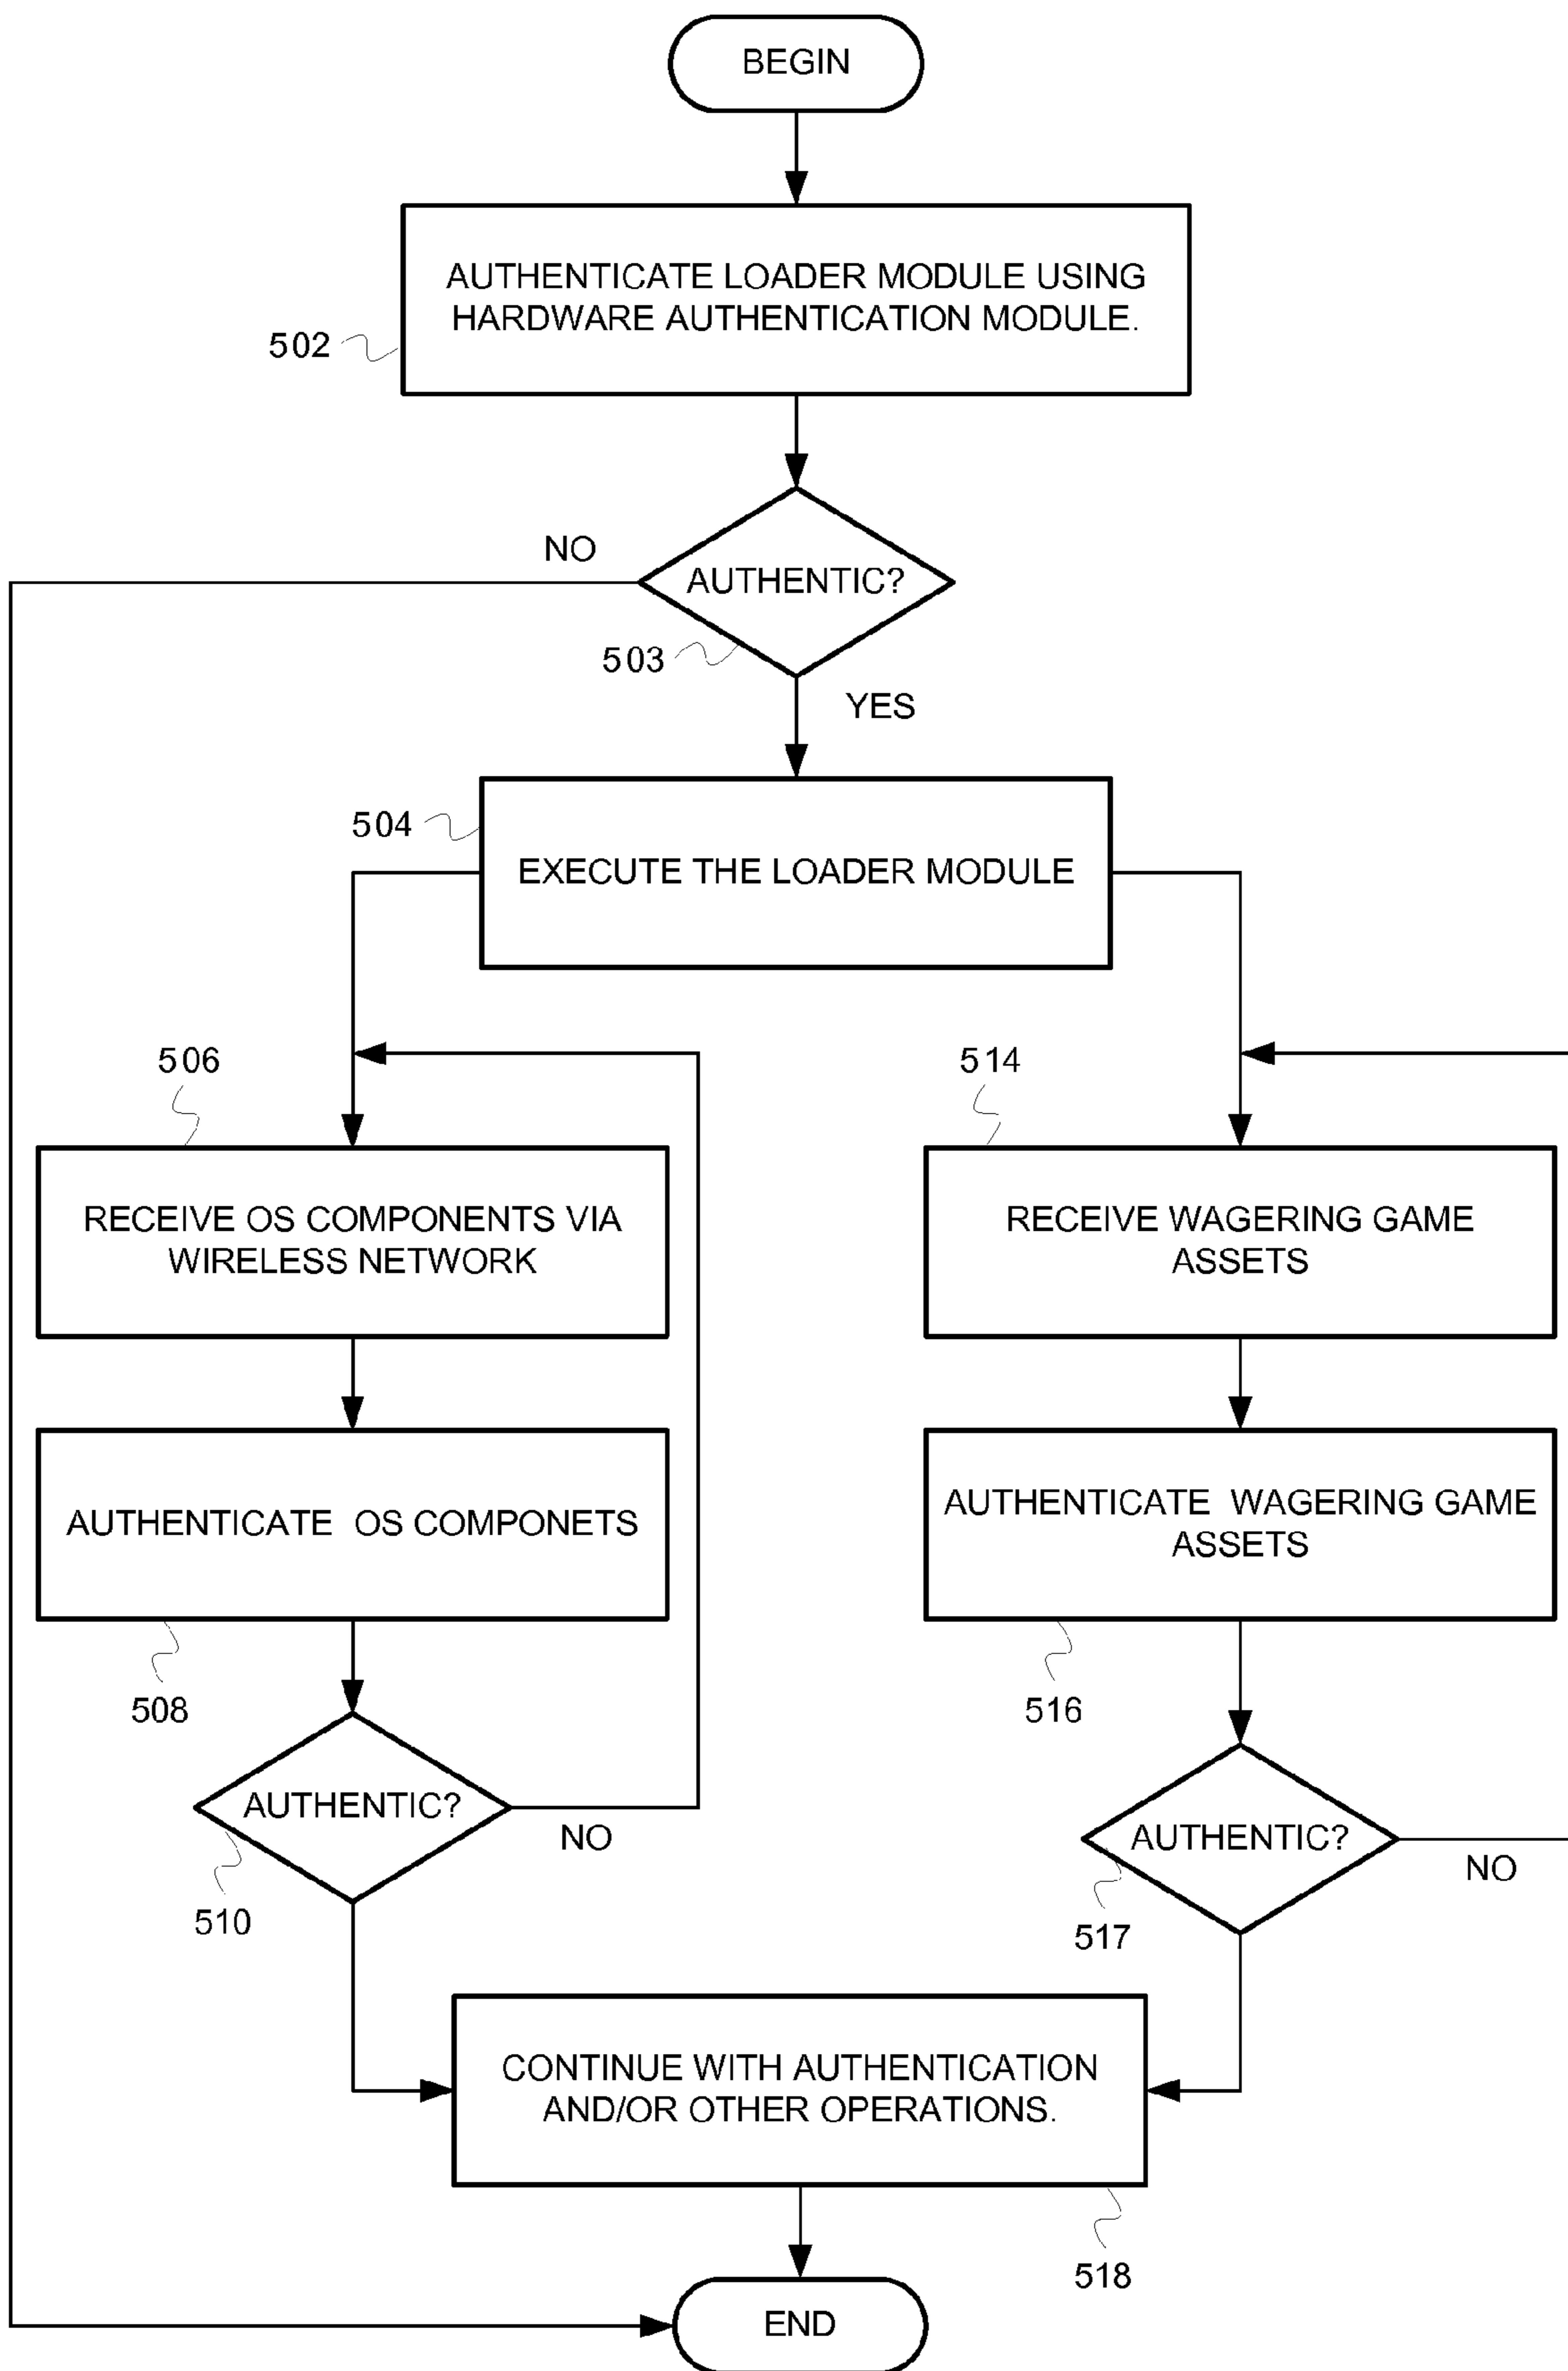 BEGIN
AUTHENTICATE LOADER MODULE USING
HARDWARE AUTHENTICATION MODULE.
502
NO
AUTHENTIC?
503
YES
504
EXECUTE THE LOADER MODULE
506
514
RECEIVE OS COMPONENTS VIA
WIRELESS NETWORK
RECEIVE WAGERING GAME
ASSETS
AUTHENTICATE OS COMPONETS
AUTHENTICATE WAGERING GAME
ASSETS
508
516
AUTHENTIC?
NO
AUTHENTIC?
NO
510
517
CONTINUE WITH AUTHENTICATION
AND/OR OTHER OPERATIONS.
518
END